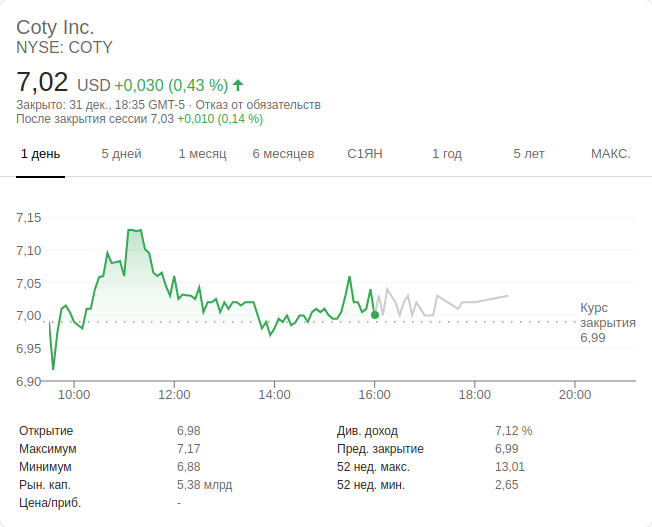 Coty Inc.
NYSE: COTY
7,02 USD +0,030 (0,43 %)
Закрыто: 31 дек., 18:35 GMT-5 · Отказ от обязательств
После закрытия сессии 7,03 +0,010 (0,14 %)
1 день 5 дней 1 месяц 6 месяцев С1ЯН 1 год 5 лет МАКС.
7,15
7,10
7,05
7,00
6,95
6,90
Курс
закрытия
6,99
10:00 12:00 14:00 16:00 18:00 20:00
Открытие 6,98 Див. доход 7,12 %
Максимум 7,17 Пред. закрытие 6,99
Минимум 6,88 52 нед. макс. 13,01
Рын. кап. 5,38 млрд 52 нед. мин. 2,65
Цена/приб. -